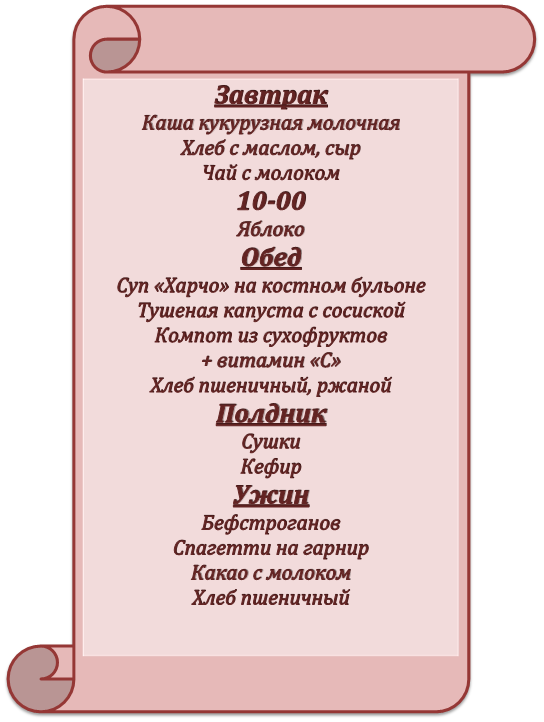 Завтрак
Каша кукурузная молочная
Хлеб с маслом, сыр
Чай с молоком
10-00
Яблоко
Обед
Суп «Харчо» на костном бульоне
Тушеная капуста с сосиской
Компот из сухофруктов
+ витамин «С»
Хлеб пшеничный, ржаной
Полдник
Сушки
Кефир
Ужин
Бефстроганов
Спагетти на гарнир
Какао с молоком
Хлеб пшеничный